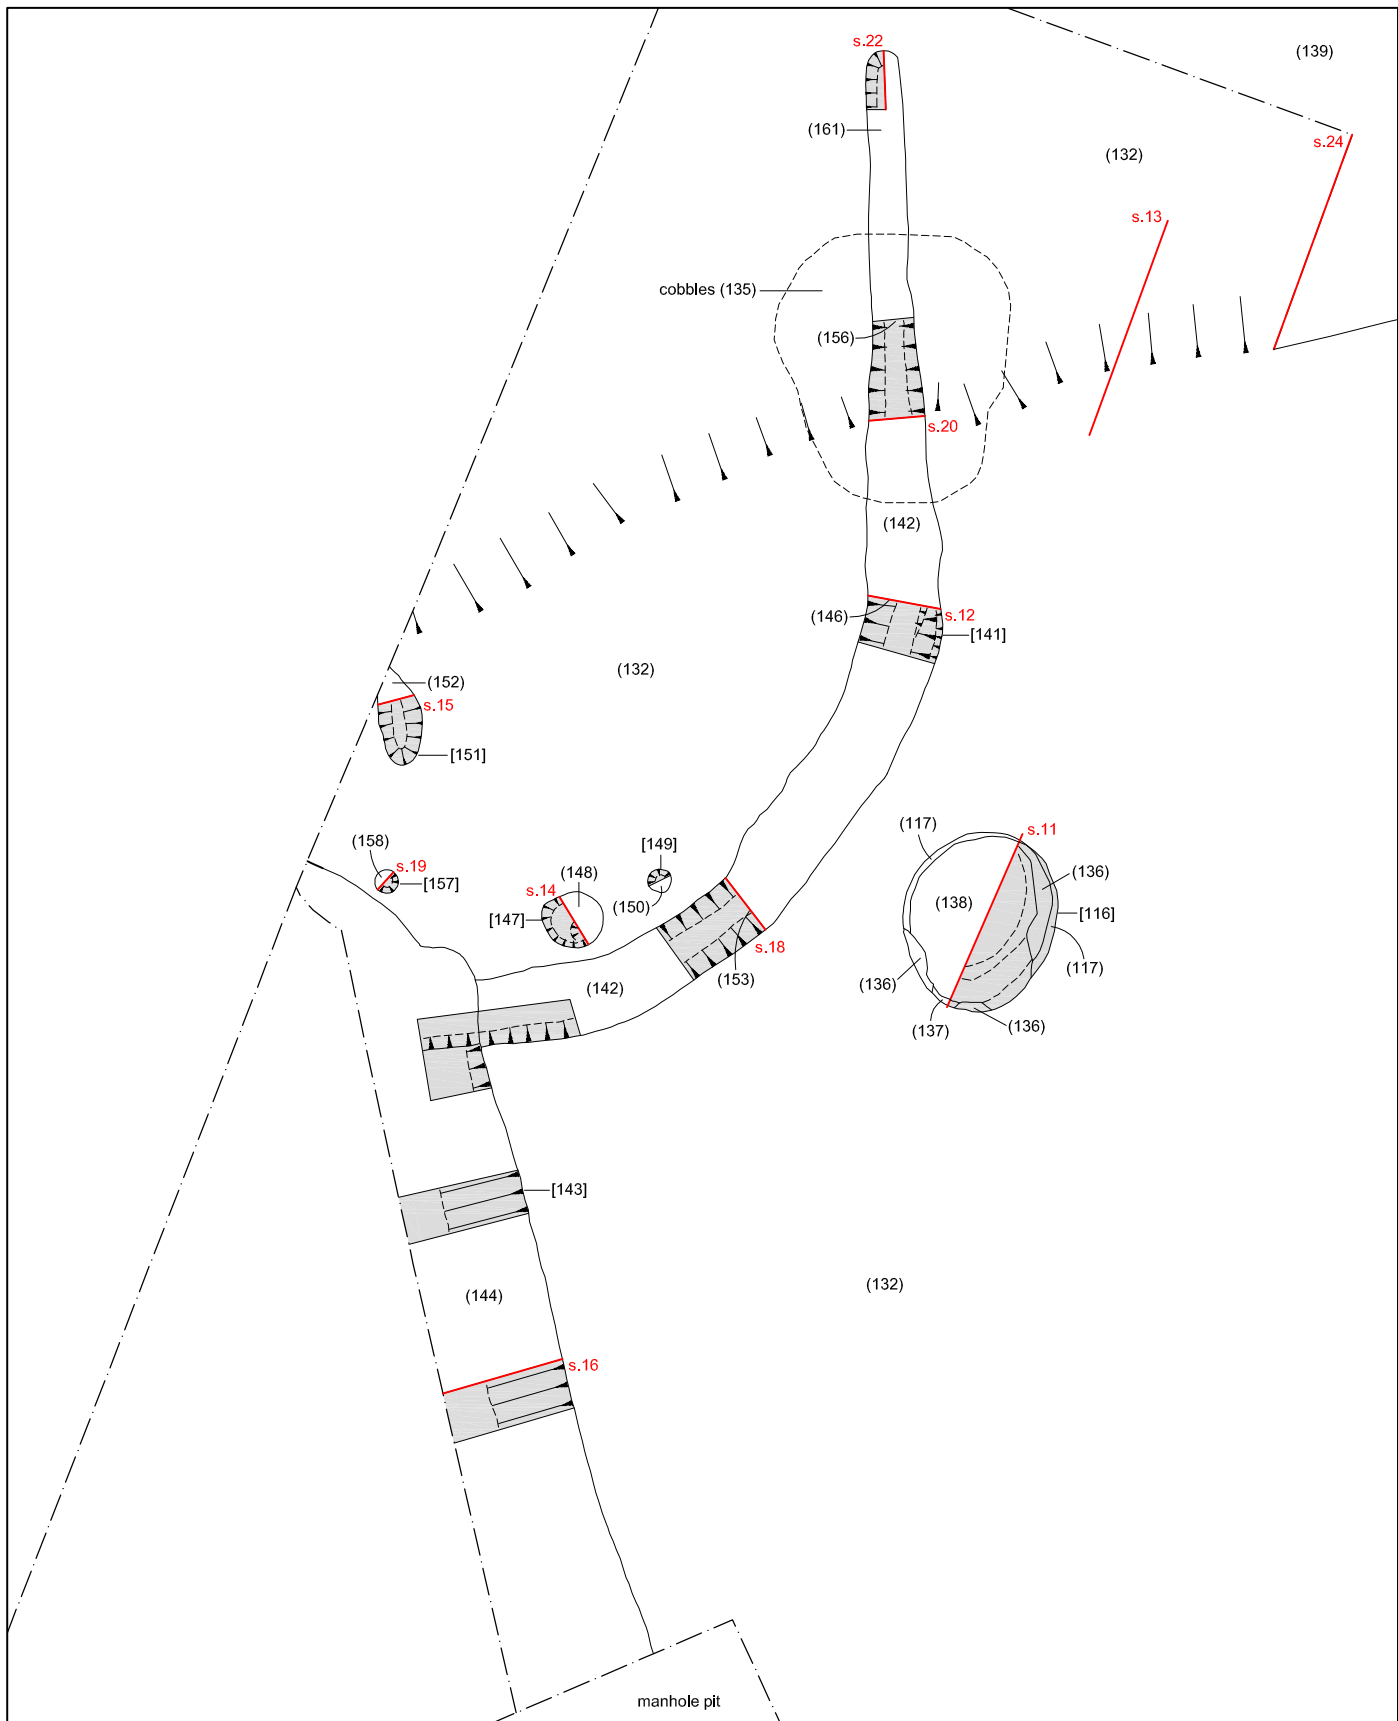 s.22
(139)
(161)
s.24
(132)
s.13
cobbles (135)
(156)
s.20
(142)
(146)
s.12
[141]
(132)
(152)
s.15
[151]
(117)
s.11
(158)
s.19
[157]
[149]
(148)
s.14
[147]
(150)
(136)
(138)
[116]
(117)
s.18
(153)
(136)
(142)
(137)
(136)
[143]
(132)
(144)
s.16
manhole pit